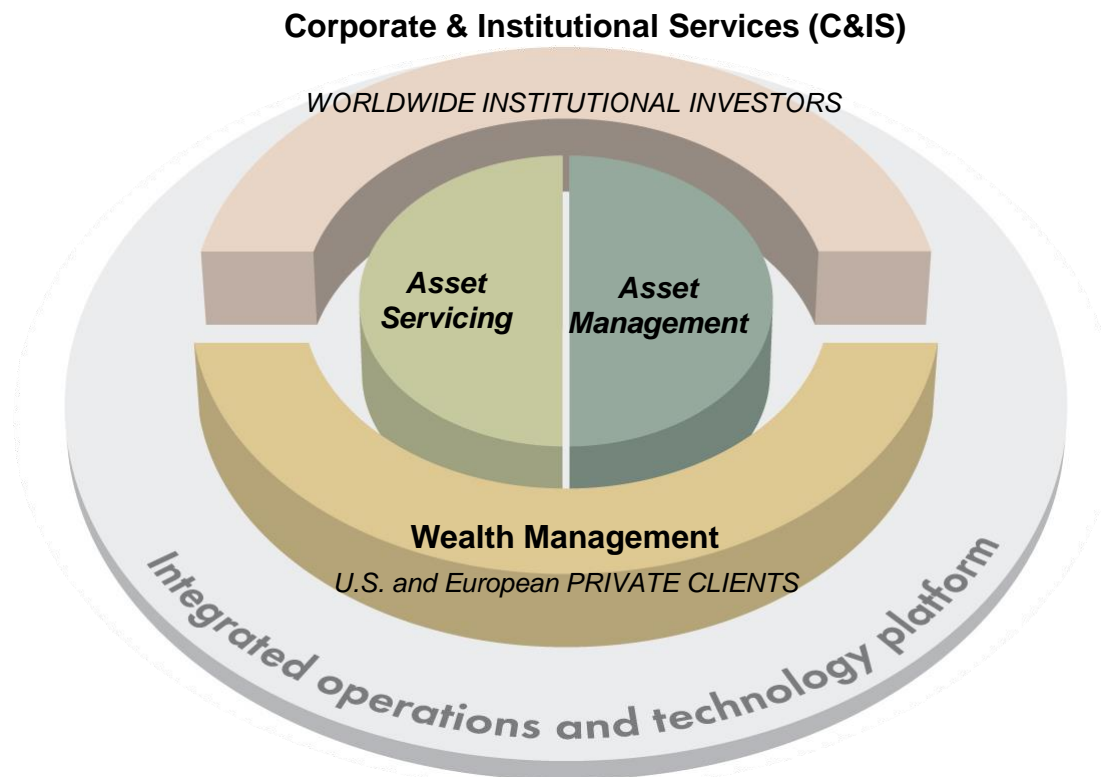 Corporate & Institutional Services (C&IS)
WORLDWIDE INSTITUTIONAL INVESTORS
Asset
Servicing
Asset
Management
Wealth Management
U.S. and European PRIVATE CLIENTS
Integrated operations and technology platform